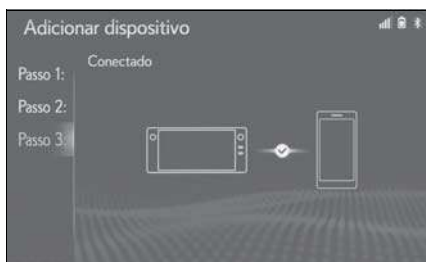 Adicionar dispositivo
Conectado
Passo 1:
Passo 2:
Passo 3: